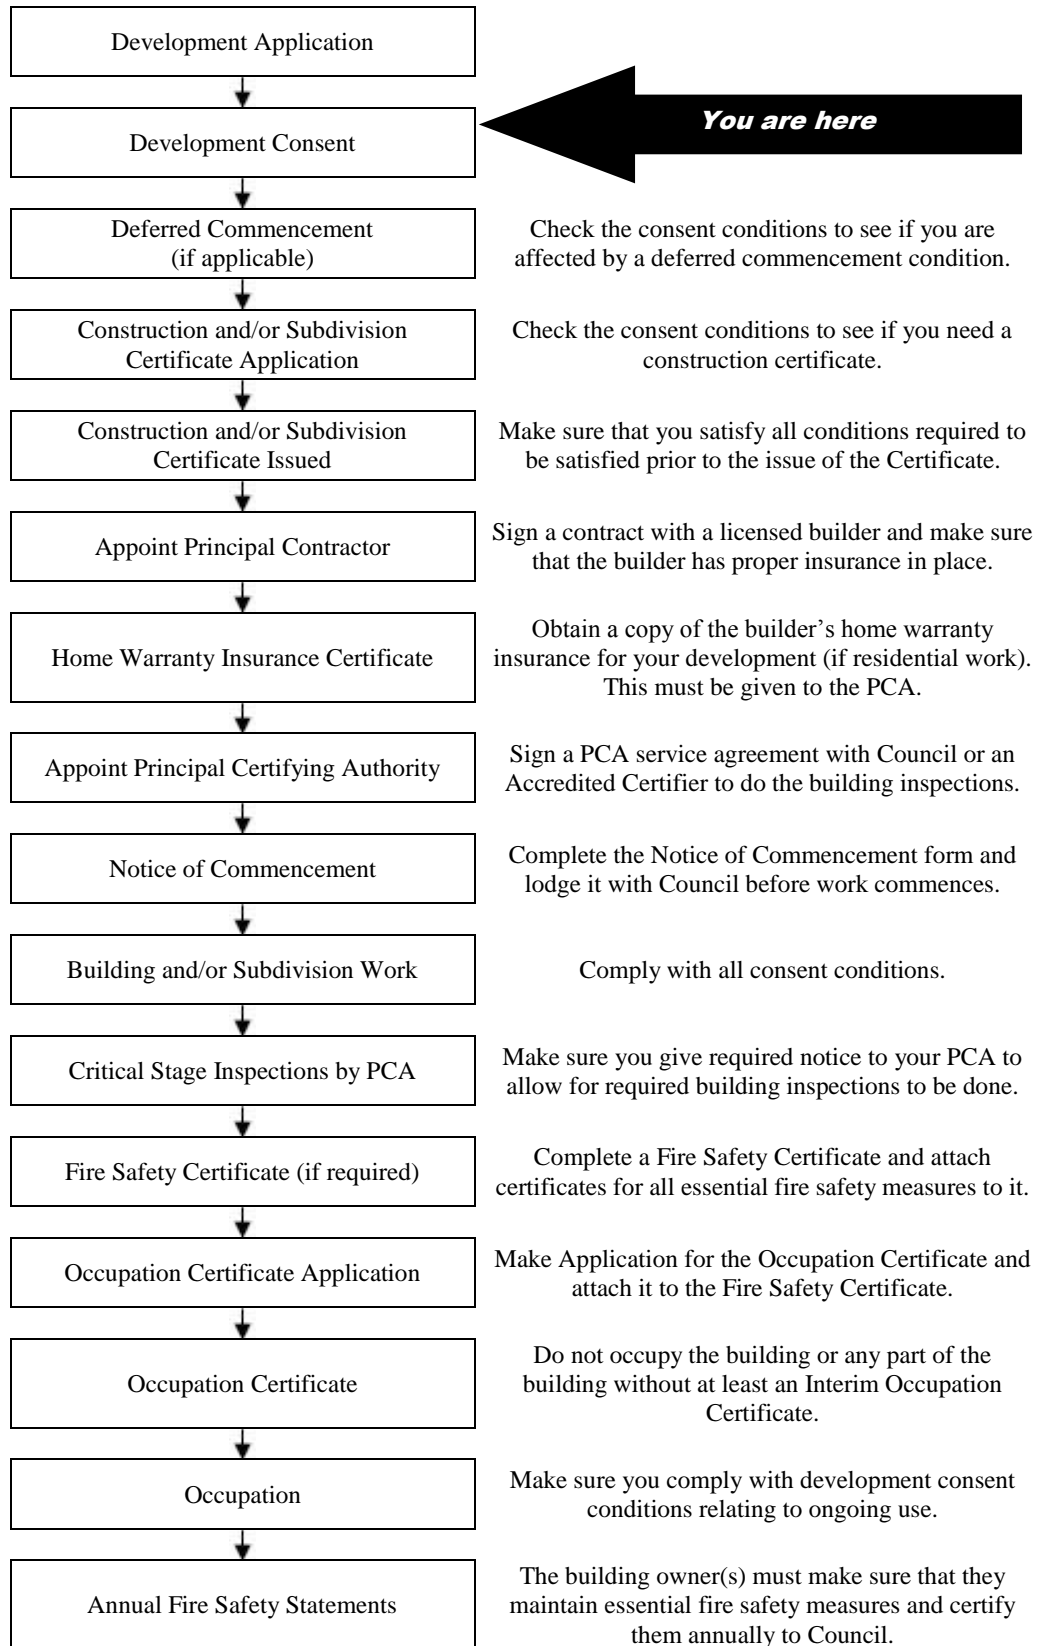 Development Application
Development Consent
You are here
Deferred Commencement
(if applicable)
Check the consent conditions to see if you are
affected by a deferred commencement condition.
Construction and/or Subdivision
Certificate Application
Check the consent conditions to see if you need a
construction certificate.
Construction and/or Subdivision
Certificate Issued
Make sure that you satisfy all conditions required to
be satisfied prior to the issue of the Certificate.
Appoint Principal Contractor
Sign a contract with a licensed builder and make sure
that the builder has proper insurance in place.
Home Warranty Insurance Certificate
Obtain a copy of the builder’s home warranty
insurance for your development (if residential work).
This must be given to the PCA.
Appoint Principal Certifying Authority
Sign a PCA service agreement with Council or an
Accredited Certifier to do the building inspections.
Notice of Commencement
Complete the Notice of Commencement form and
lodge it with Council before work commences.
Building and/or Subdivision Work
Comply with all consent conditions.
Critical Stage Inspections by PCA
Make sure you give required notice to your PCA to
allow for required building inspections to be done.
Fire Safety Certificate (if required)
Complete a Fire Safety Certificate and attach
certificates for all essential fire safety measures to it.
Occupation Certificate Application
Make Application for the Occupation Certificate and
attach it to the Fire Safety Certificate.
Occupation Certificate
Do not occupy the building or any part of the
building without at least an Interim Occupation
Certificate.
Occupation
Make sure you comply with development consent
conditions relating to ongoing use.
Annual Fire Safety Statements
The building owner(s) must make sure that they
maintain essential fire safety measures and certify
them annually to Council.